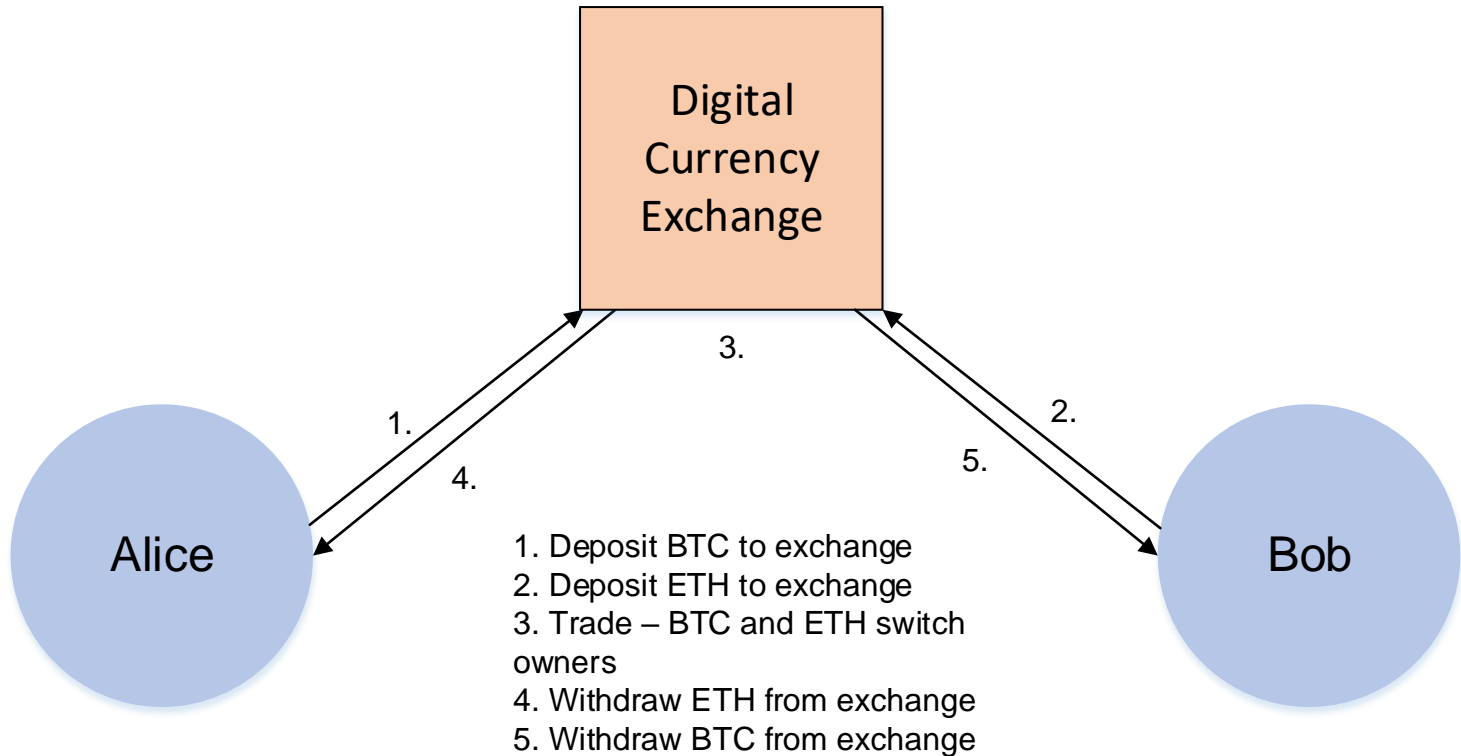 Digital
Currency
Exchange
3.
1.
2.
4.
5.
Alice
Bob
1. Deposit BTC to exchange
2. Deposit ETH to exchange
3. Trade – BTC and ETH switch
owners
4. Withdraw ETH from exchange
5. Withdraw BTC from exchange